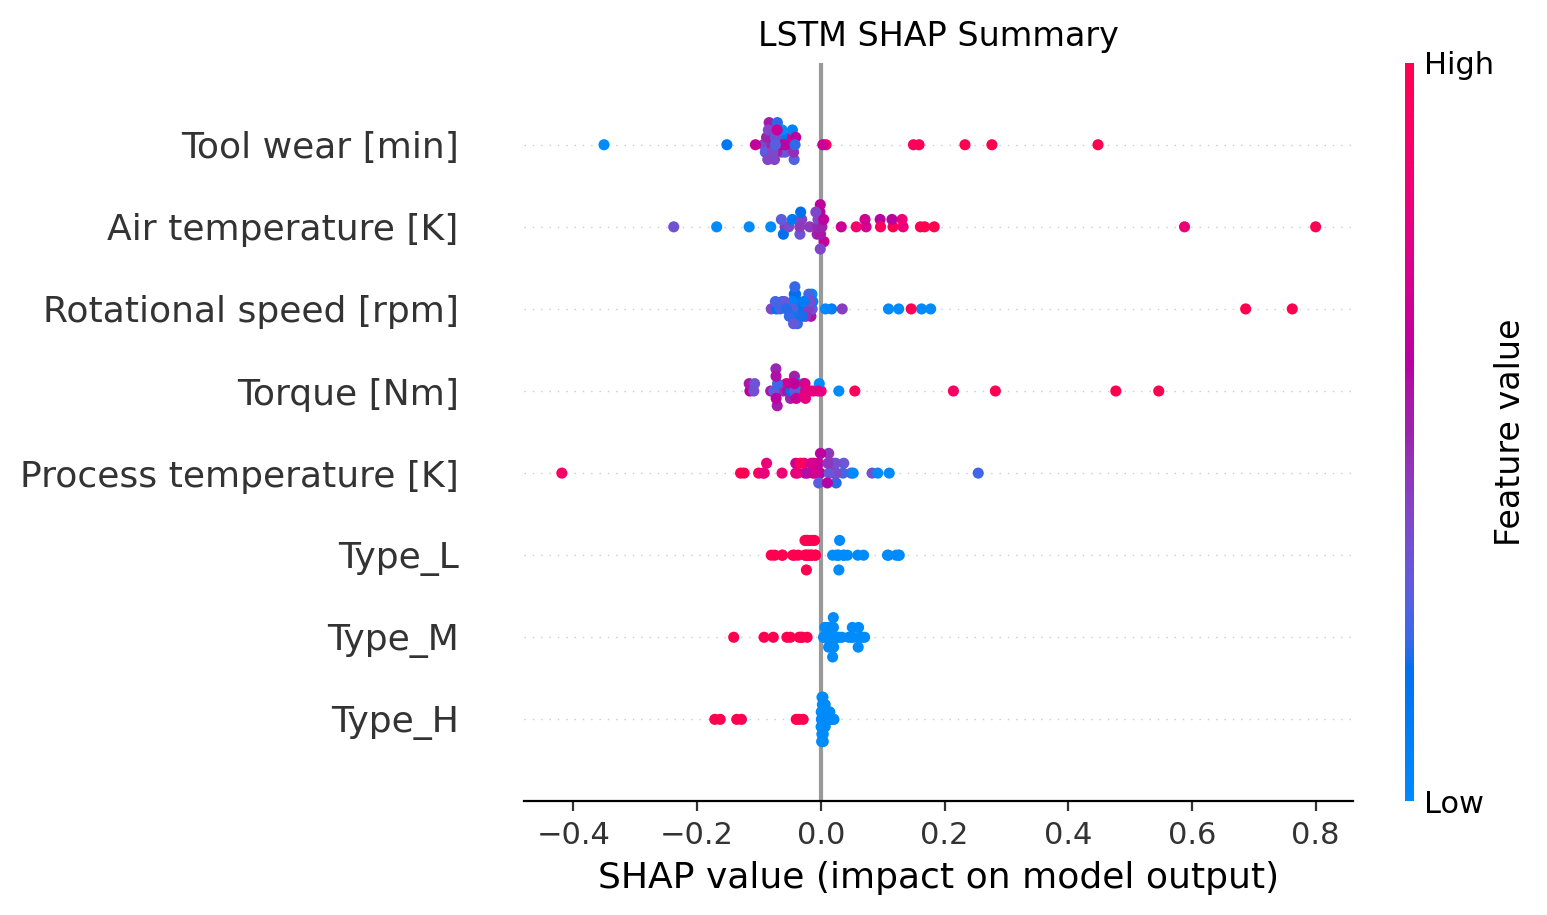 LSTM SHAP Summary
High
Tool wear [min]
Air temperature [K]
Rotational speed [rpm]
Torque [Nm]
Process temperature [K]
Type_L
Type_M
Type_H
Feature value
Low
−0.4 −0.2 0.0 0.2 0.4 0.6 0.8
SHAP value (impact on model output)